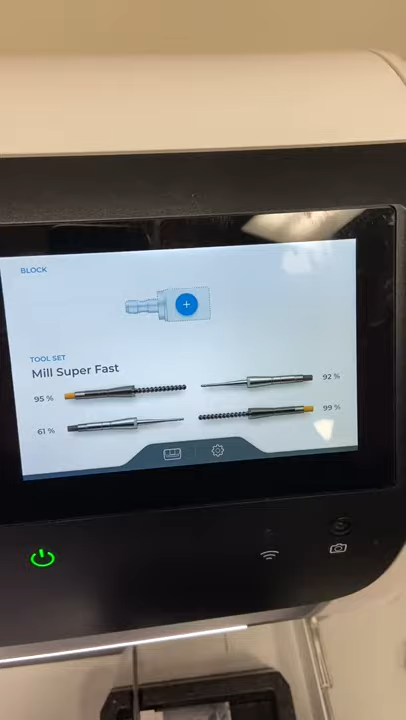 BLOCK
TOOL SET
Mill Super Fast
95 %
92 %
61 %
99 %